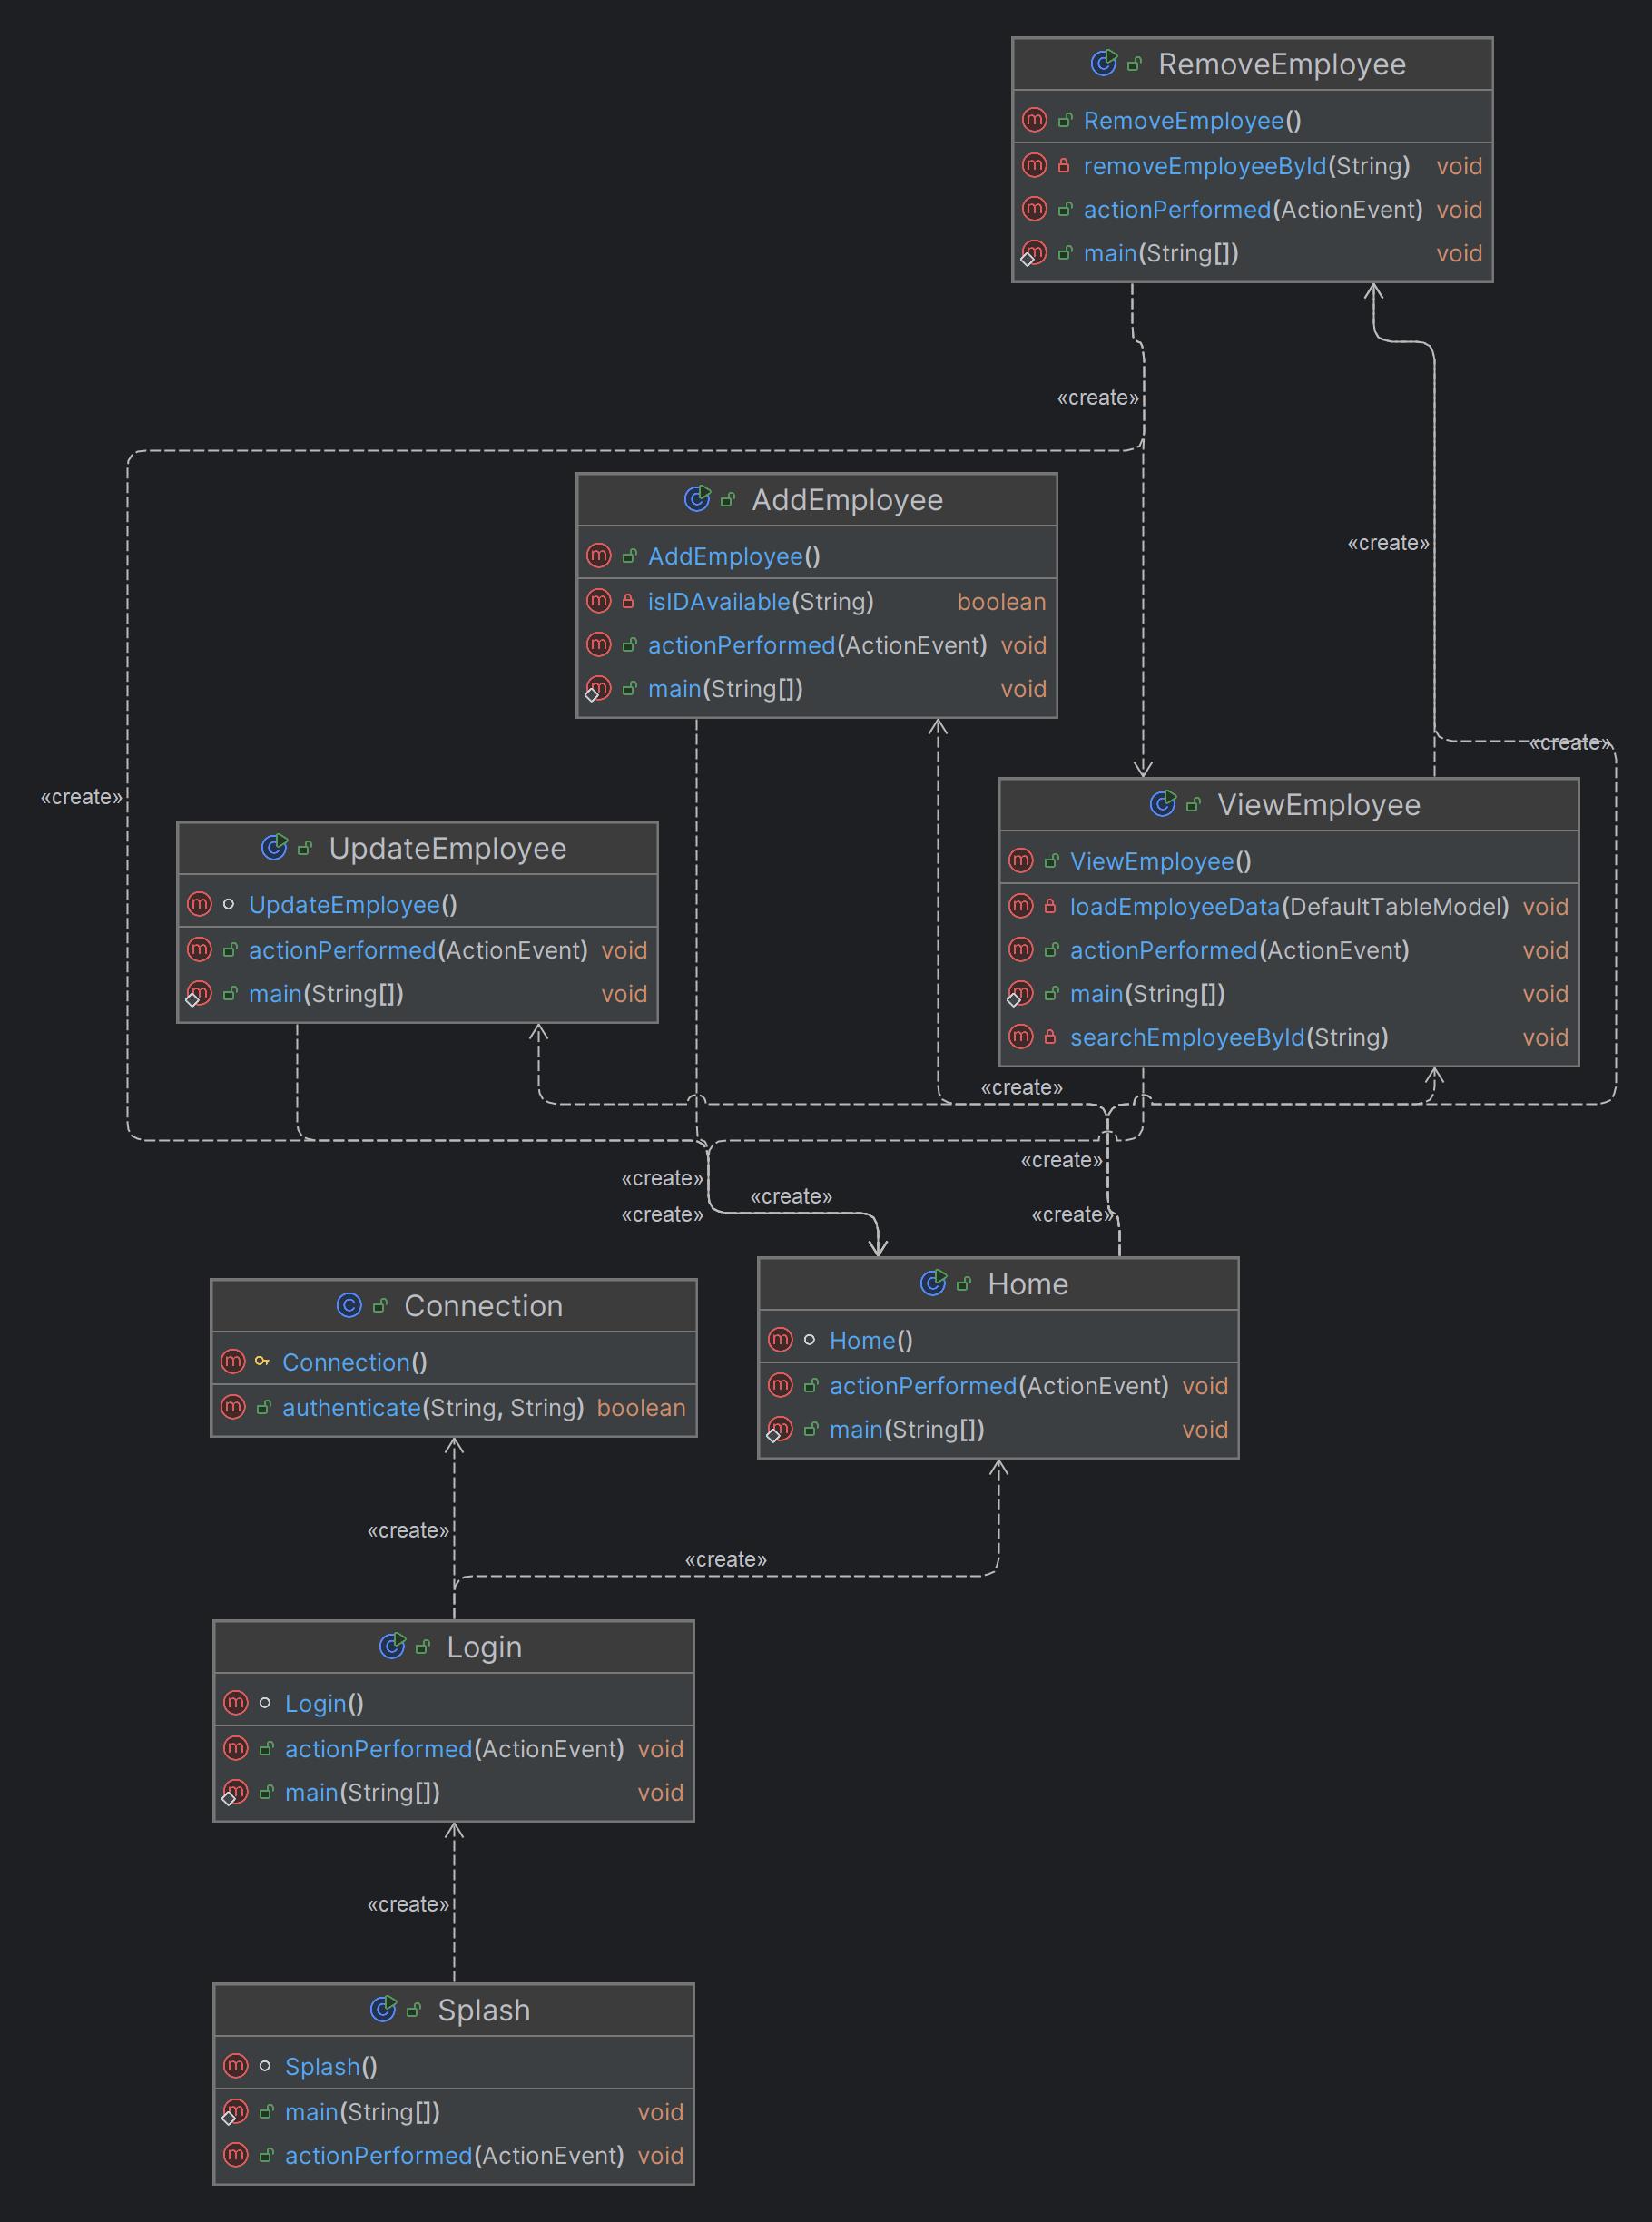 RemoveEmployee
RemoveEmployee()
removeEmployeeById(String) void
actionPerformed(ActionEvent) void
main(String[]) void
«create»
AddEmployee
AddEmployee()
isIDAvailable(String) boolean
actionPerformed(ActionEvent) void
main(String[]) void
«create»
«create»
«create»
ViewEmployee
ViewEmployee()
loadEmployeeData(DefaultTableModel) void
actionPerformed(ActionEvent) void
main(String[]) void
searchEmployeeById(String) void
UpdateEmployee
UpdateEmployee()
actionPerformed(ActionEvent) void
main(String[]) void
«create»
«create»
«create»
«create»
«create»
«create»
Home
Home()
actionPerformed(ActionEvent) void
main(String[]) void
Connection
Connection()
authenticate(String, String) boolean
«create»
«create»
Login
Login()
actionPerformed(ActionEvent) void
main(String[]) void
«create»
Splash
Splash()
main(String[]) void
actionPerformed(ActionEvent) void